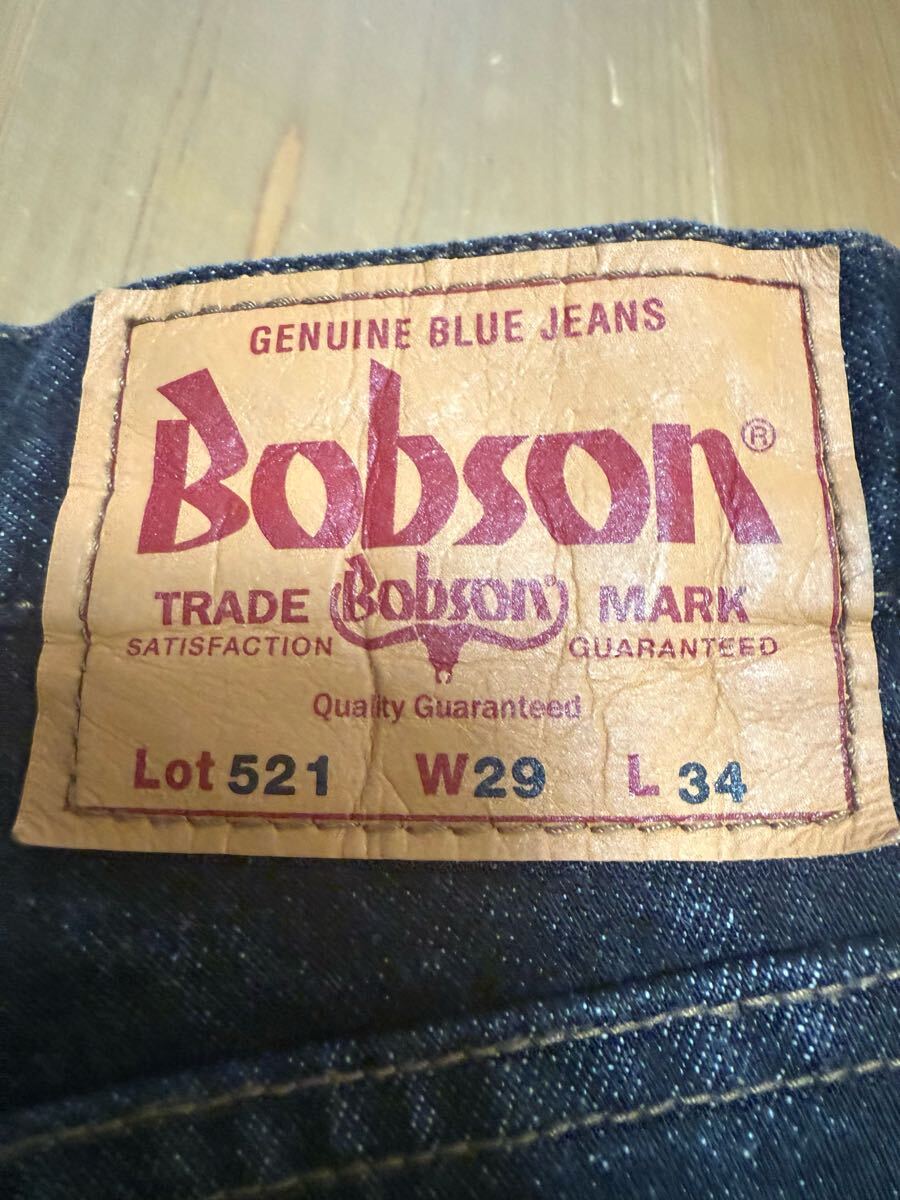 GENUINE BLUE JEANS
Bobson®
TRADE Bobson MARK
SATISFACTION GUARANTEED
Quality Guaranteed
Lot 521 W29 L 34